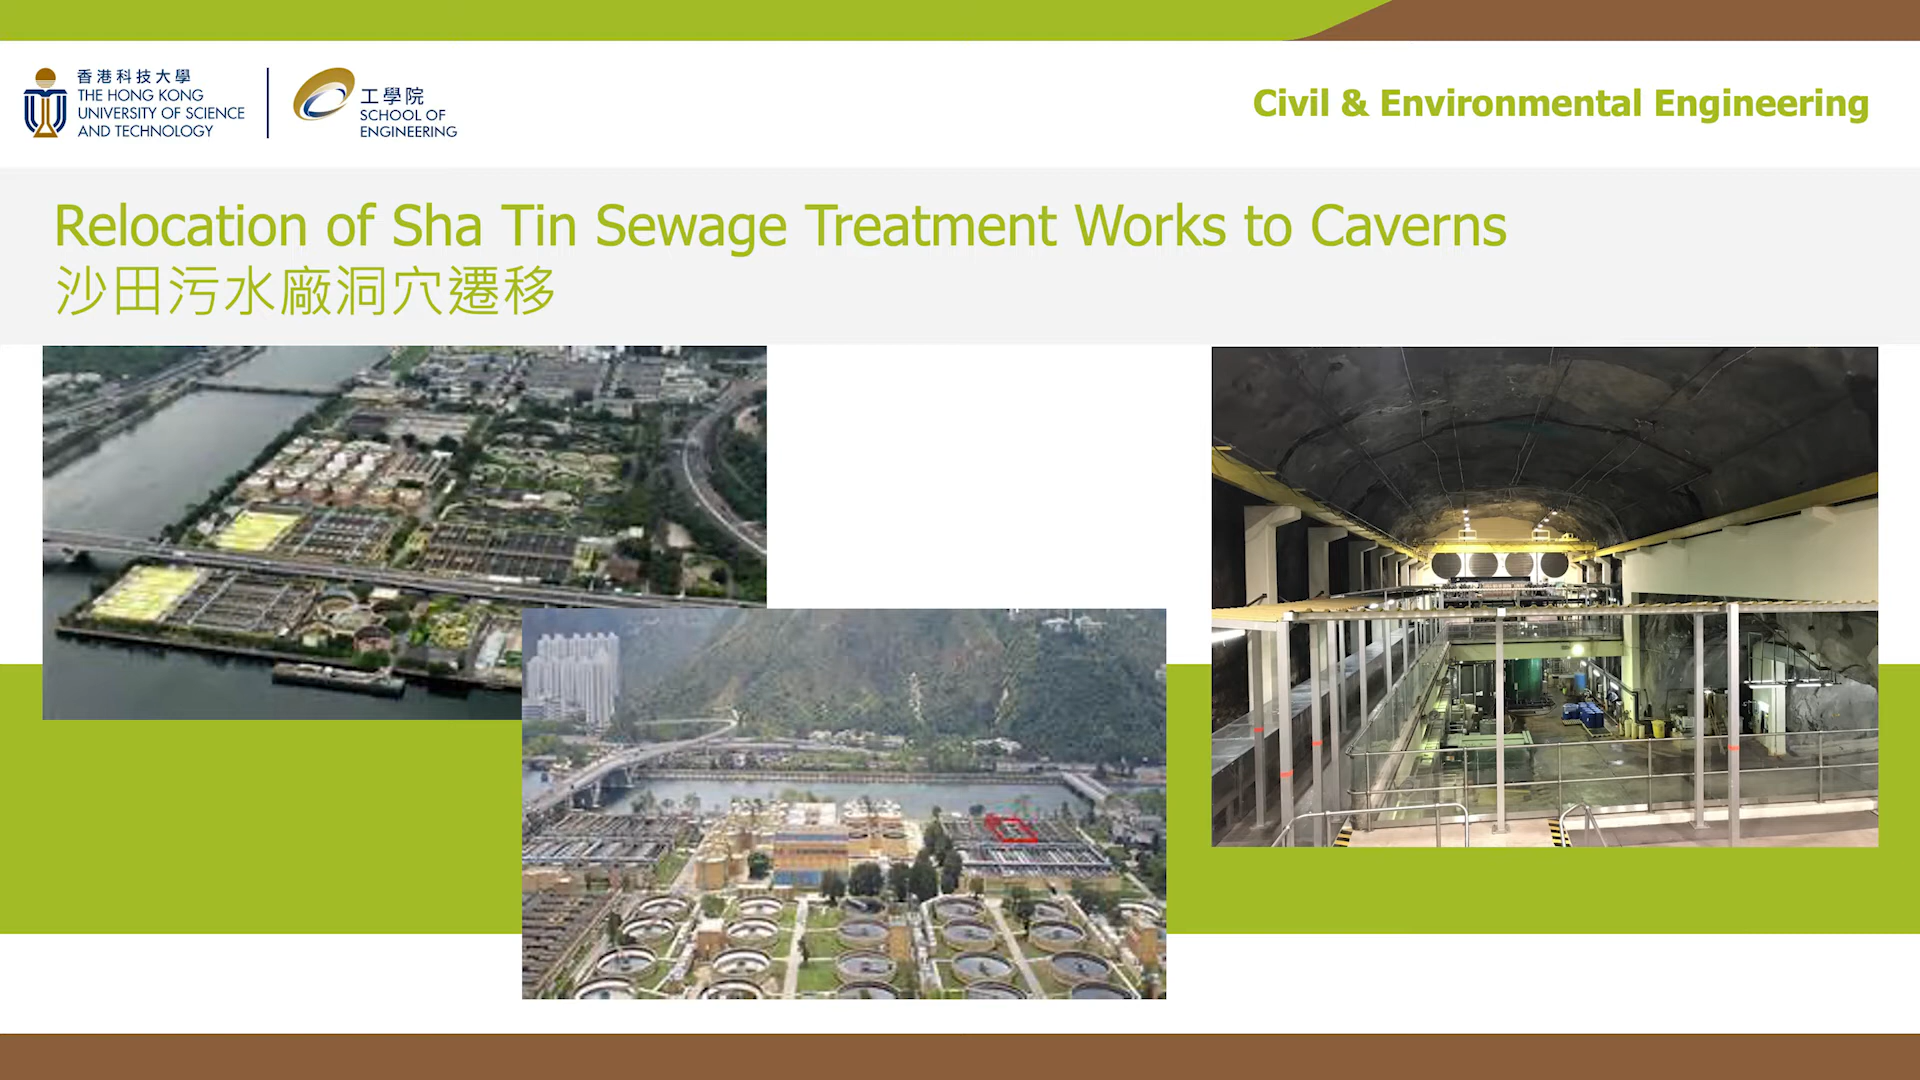 香港科技大學
THE HONG KONG
UNIVERSITY OF SCIENCE
AND TECHNOLOGY
工學院
SCHOOL OF
ENGINEERING
Civil & Environmental Engineering
Relocation of Sha Tin Sewage Treatment Works to Caverns
沙田污水廠洞穴遷移